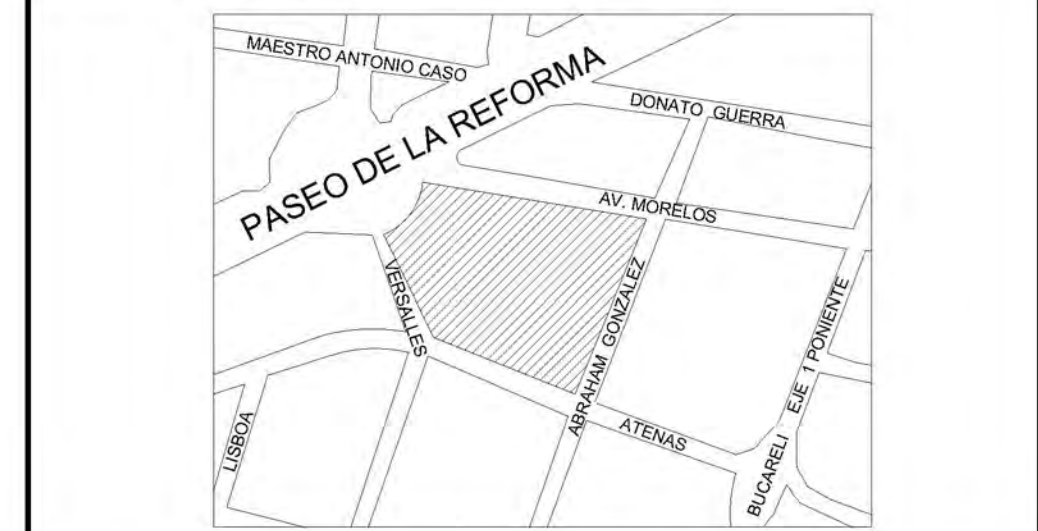 MAESTRO ANTONIO CASO
PASEO DE LA REFORMA
DONATO GUERRA
AV. MORELOS
VERSALLES
ABRAHAM GONZALEZ
EJE 1 PONIENTE
BUCARELI
ATENAS
LISBOA